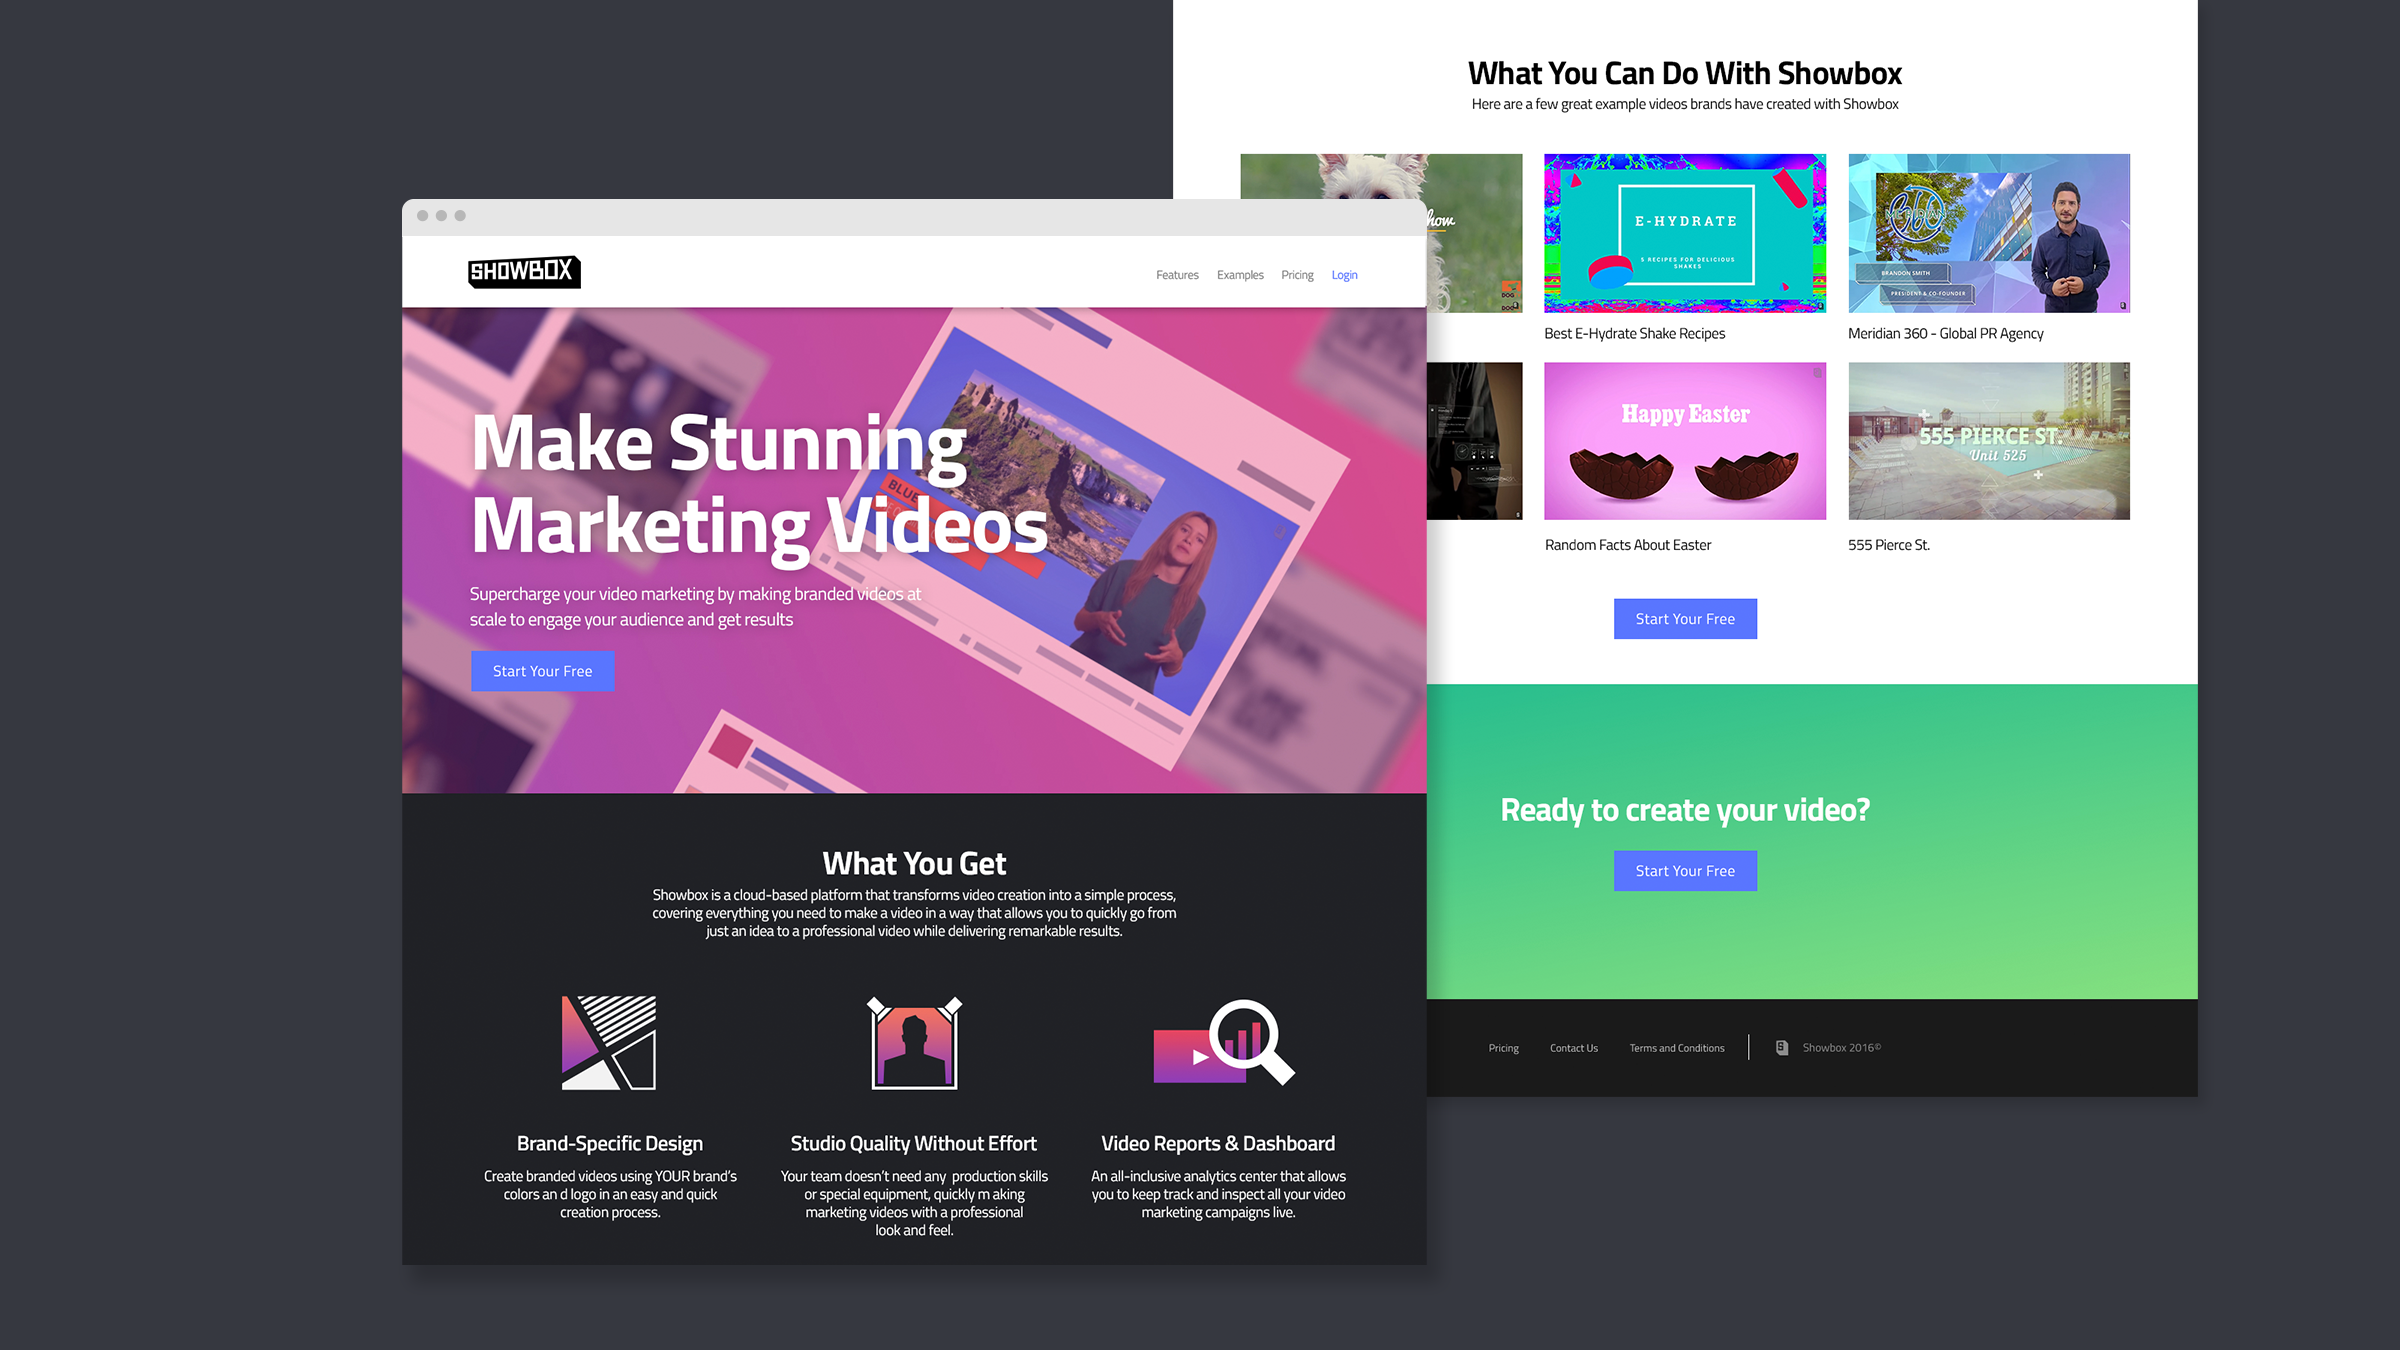 SHOWBOX
Features Examples Pricing Login
Make Stunning
Marketing Videos
Supercharge your video marketing by making branded videos at
scale to engage your audience and get results
Start Your Free
BLUE
What You Get
Showbox is a cloud-based platform that transforms video creation into a simple process,
covering everything you need to make a video in a way that allows you to quickly go from
just an idea to a professional video while delivering remarkable results.
Brand-Specific Design
Create branded videos using YOUR brand's
colors an d logo in an easy and quick
creation process.
Studio Quality Without Effort
Your team doesn't need any  production skills
or special equipment, quickly m aking
marketing videos with a professional
look and feel.
Video Reports & Dashboard
An all-inclusive analytics center that allows
you to keep track and inspect all your video
marketing campaigns live.
What You Can Do With Showbox
Here are a few great example videos brands have created with Showbox
how
DOG
DOG
E-HYDRATE
5 RECIPES FOR DELICIOUS
SHAKES
Best E-Hydrate Shake Recipes
MERIDIAN
BRANDON SMITH
PRESIDENT & CO-FOUNDER
Meridian 360 - Global PR Agency
Happy Easter
Random Facts About Easter
555 PIERCE ST.
Unit 525
555 Pierce St.
Start Your Free
Ready to create your video?
Start Your Free
Pricing Contact Us Terms and Conditions S Showbox 2016©